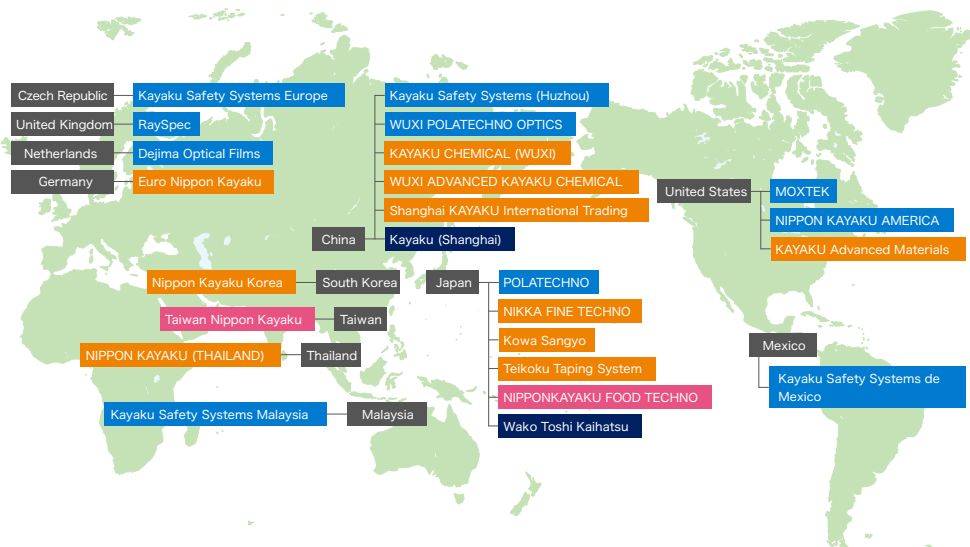 Czech Republic
Kayaku Safety Systems Europe
United Kingdom
RaySpec
Netherlands
Dejima Optical Films
Germany
Euro Nippon Kayaku
Kayaku Safety Systems (Huzhou)
WUXI POLATECHNO OPTICS
KAYAKU CHEMICAL (WUXI)
WUXI ADVANCED KAYAKU CHEMICAL
Shanghai KAYAKU International Trading
China
Kayaku (Shanghai)
United States
MOXTEK
NIPPON KAYAKU AMERICA
KAYAKU Advanced Materials
Nippon Kayaku Korea
South Korea
Taiwan Nippon Kayaku
Taiwan
NIPPON KAYAKU (THAILAND)
Thailand
Kayaku Safety Systems Malaysia
Malaysia
Japan
POLATECHNO
NIKKA FINE TECHNO
Kowa Sangyo
Teikoku Taping System
NIPPONKAYAKU FOOD TECHNO
Wako Toshi Kaihatsu
Mexico
Kayaku Safety Systems de
Mexico